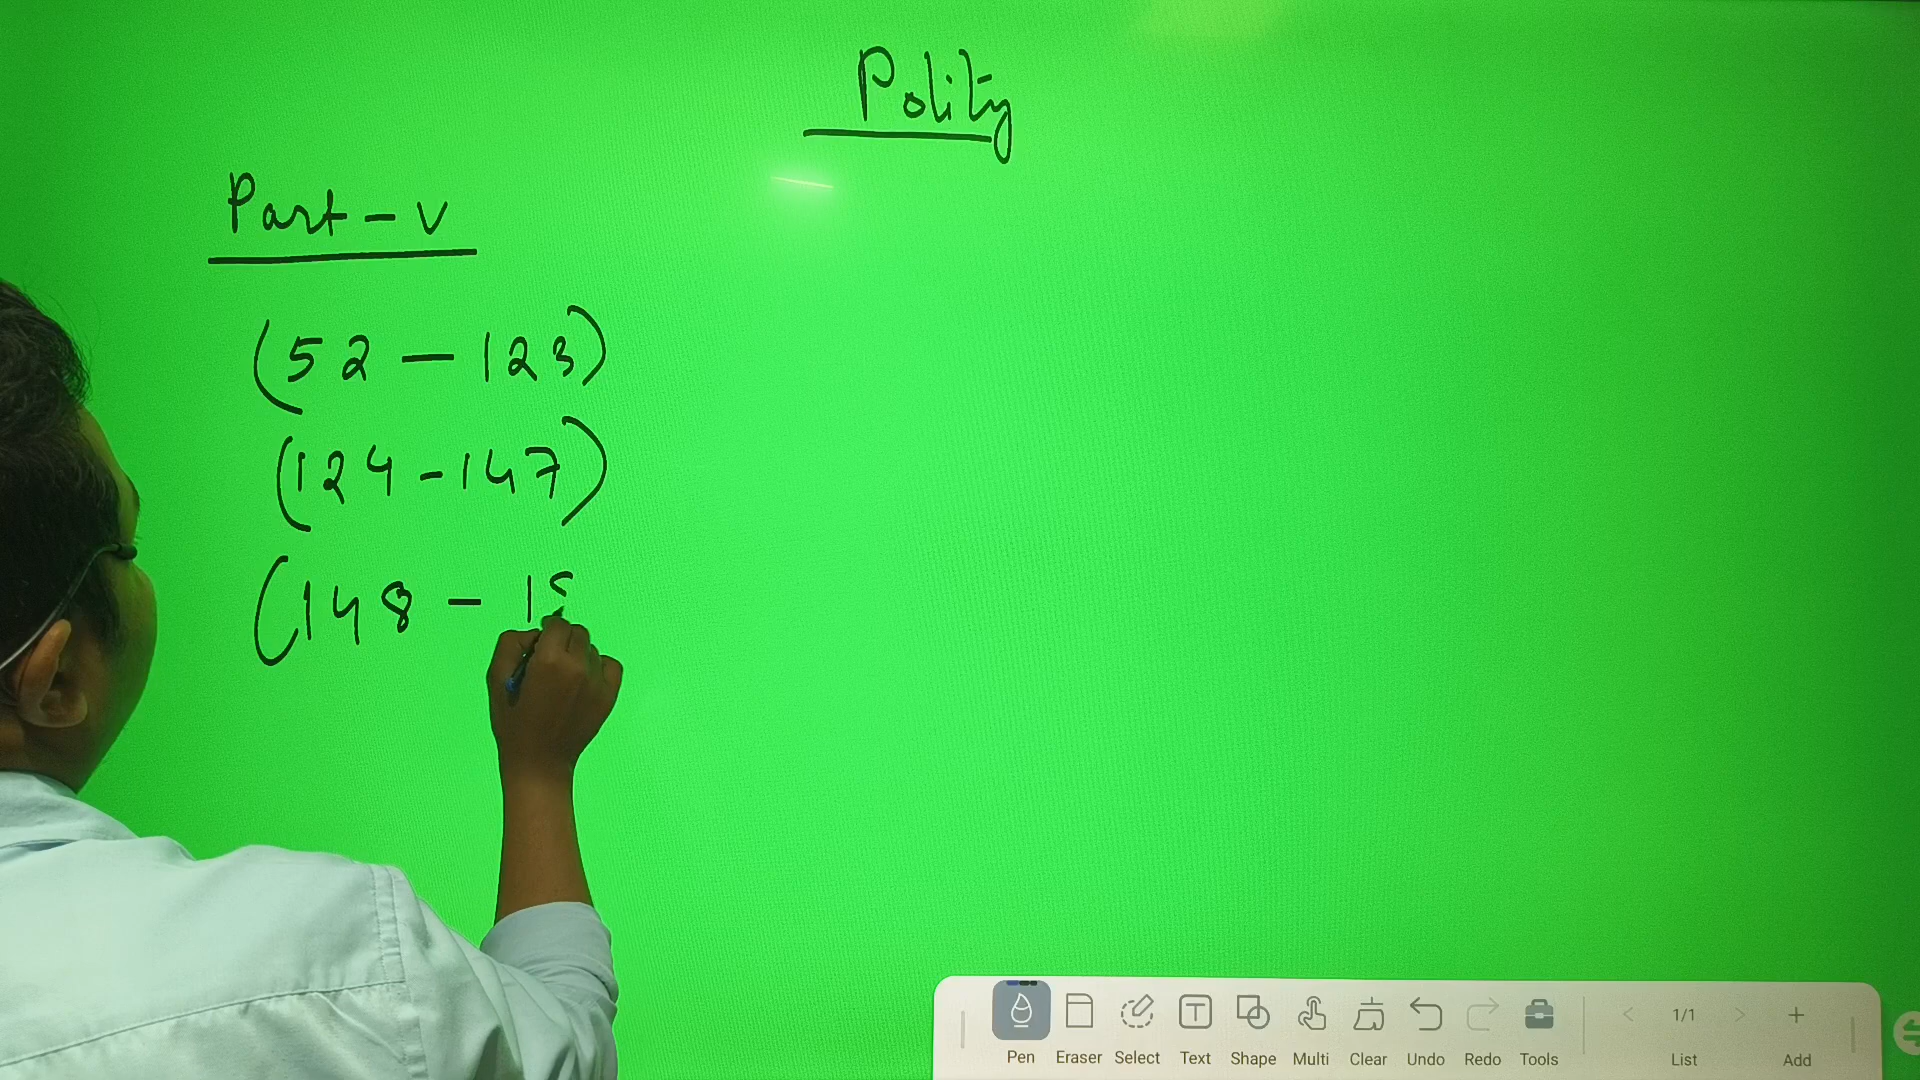 Polity
Part - V
(52 - 123)
(124 - 147)
(148 - 15
Pen Eraser Select Text Shape Multi Clear Undo Redo Tools < 1/1 > List + Add